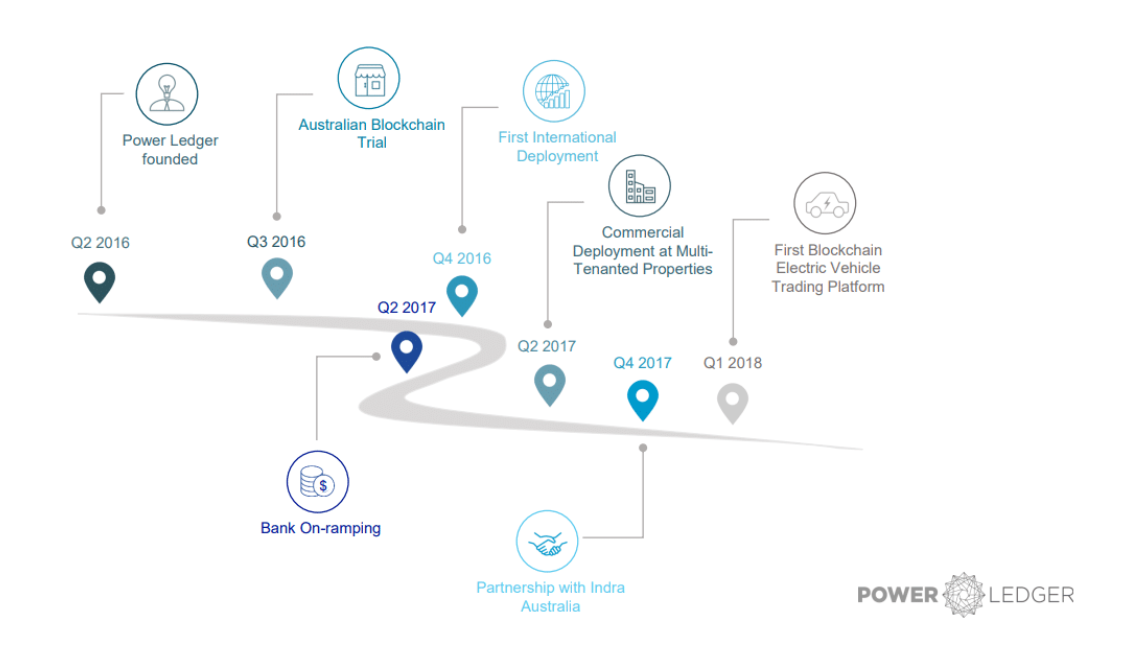 Power Ledger
founded
Q2 2016
Australian Blockchain
Trial
Q3 2016
First International
Deployment
Q4 2016
Q2 2017
$
Bank On-ramping
Commercial
Deployment at Multi-
Tenanted Properties
Q2 2017
Q4 2017
Partnership with Indra
Australia
First Blockchain
Electric Vehicle
Trading Platform
Q1 2018
POWER LEDGER